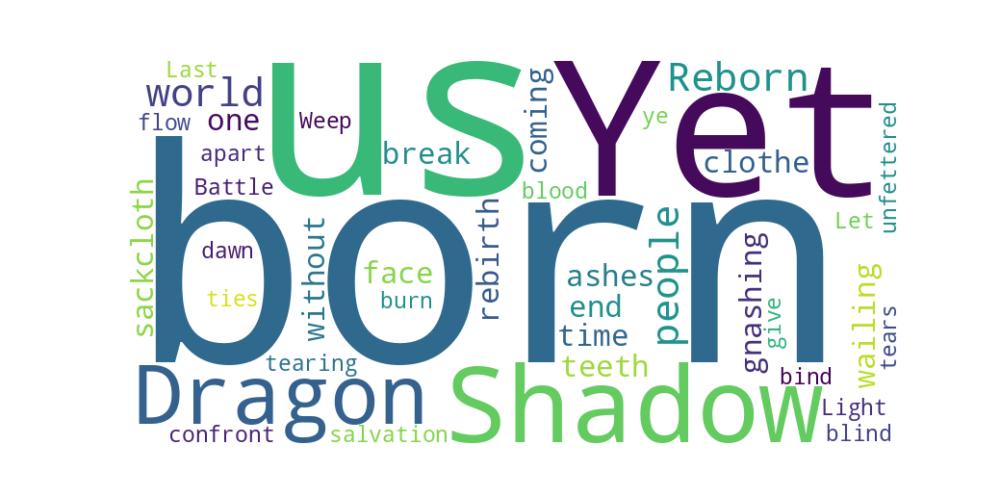 Last
world
flow
one
apart
Battle
us
Weep
break
coming
Yet
ye
Reborn
clothe
unfettered
blood
Let
sackcloth
born
dawn
ties
without
face
burn
rebirth
ashes
end
time
people
gnashing
give
wailing
tears
tearing
teeth
bind
Dragon
confront
salvation
Shadow
Light
blind